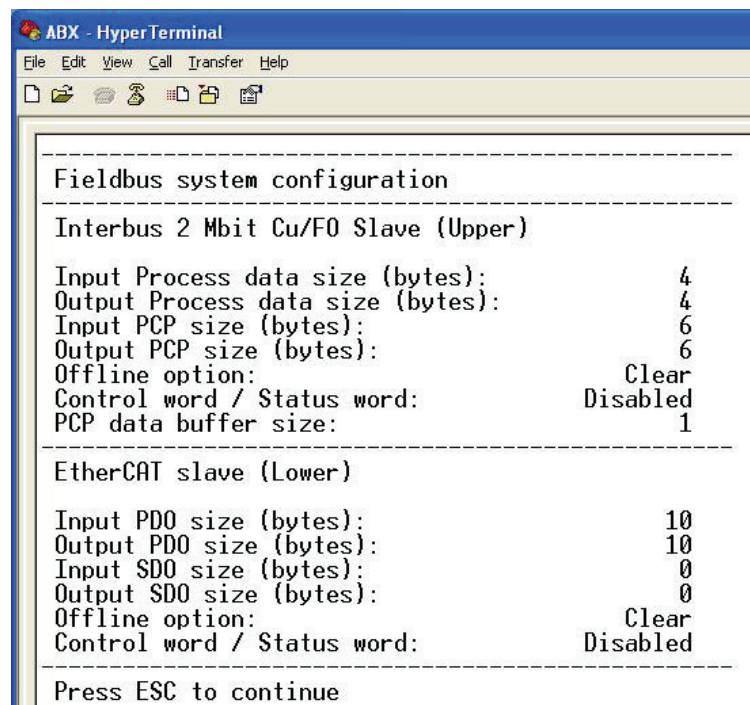 ABX - HyperTerminal
File Edit View Call Transfer Help
Fieldbus system configuration
Interbus 2 Mbit Cu/FO Slave (Upper)
Input Process data size (bytes): 4
Output Process data size (bytes): 4
Input PCP size (bytes): 6
Output PCP size (bytes): 6
Offline option: Clear
Control word / Status word: Disabled
PCP data buffer size: 1
EtherCAT slave (Lower)
Input PDO size (bytes): 10
Output PDO size (bytes): 10
Input SDO size (bytes): 0
Output SDO size (bytes): 0
Offline option: Clear
Control word / Status word: Disabled
Press ESC to continue